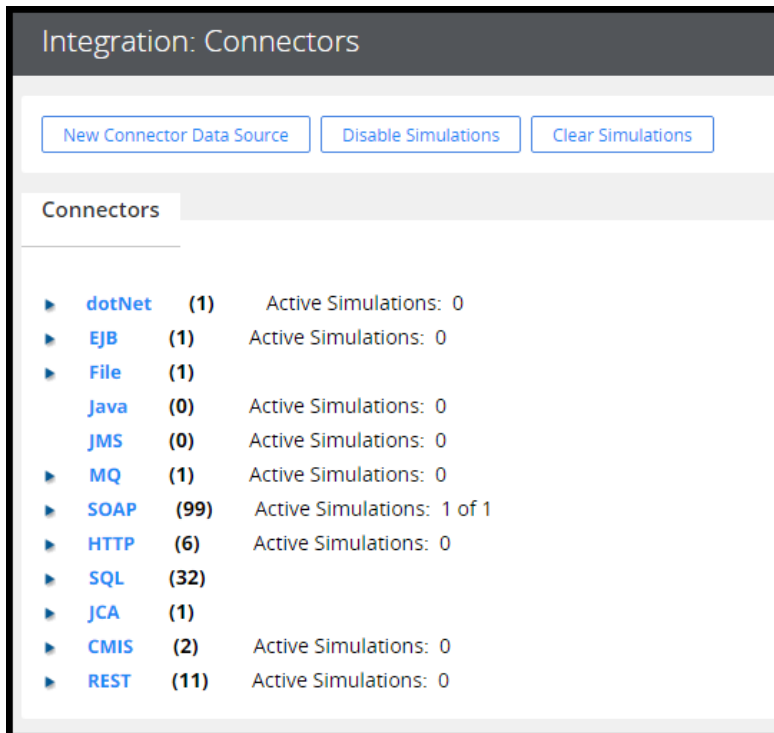 Integration: Connectors
New Connector Data Source Disable Simulations Clear Simulations
Connectors
dotNet (1) Active Simulations: 0
EJB (1) Active Simulations: 0
File (1)
Java (0) Active Simulations: 0
JMS (0) Active Simulations: 0
MQ (1) Active Simulations: 0
SOAP (99) Active Simulations: 1 of 1
HTTP (6) Active Simulations: 0
SQL (32)
JCA (1)
CMIS (2) Active Simulations: 0
REST (11) Active Simulations: 0